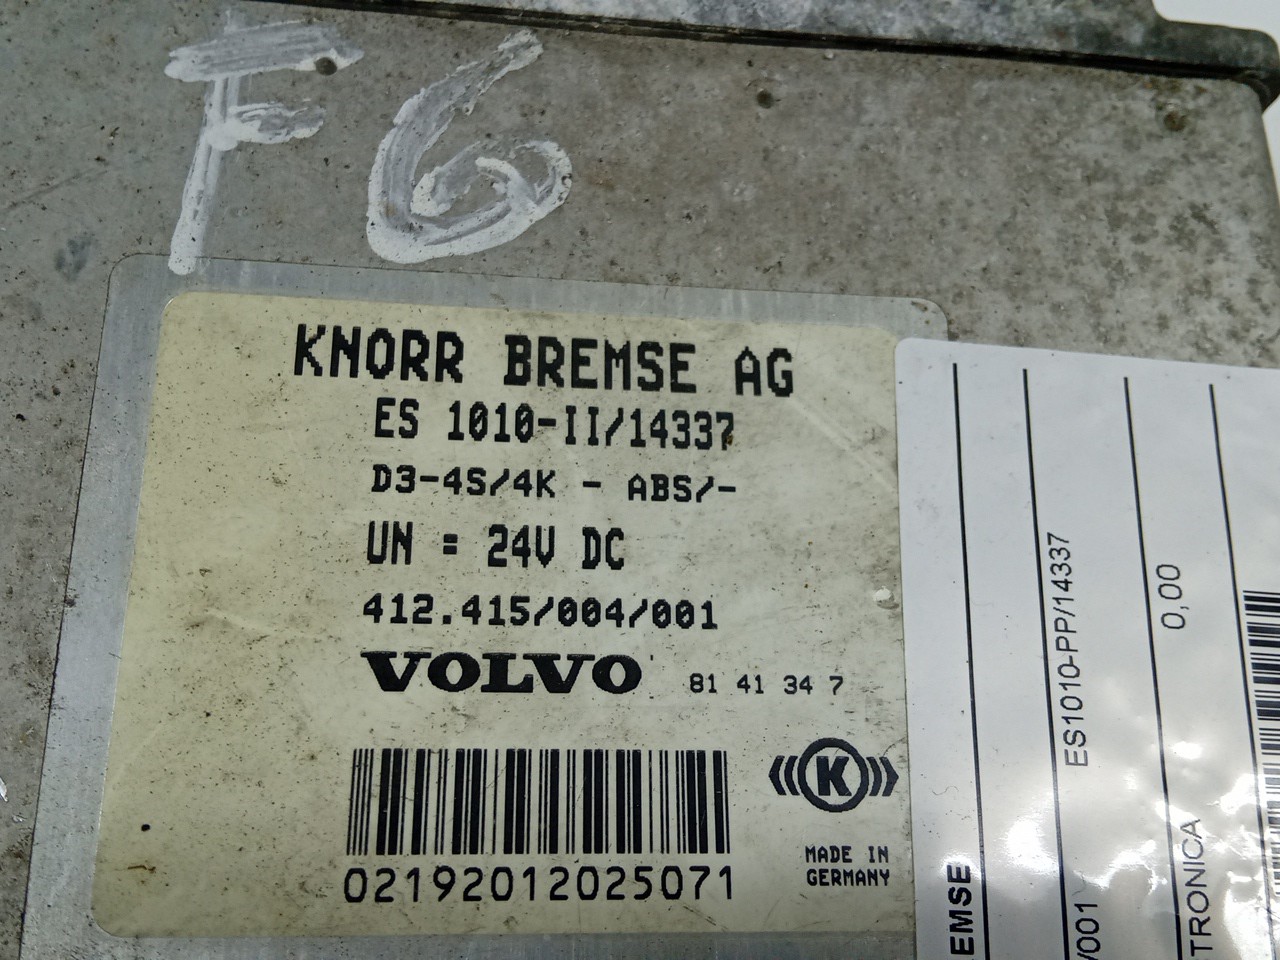 F6
KNORR BREMSE AG
ES 1010-II/14337
D3-4S/4K - ABS/-
UN = 24V DC
412.415/004/001
VOLVO 81 41 34 7
K
02192012025071
MADE IN
GERMANY
EMSE
/001
ES1010-PP/14337
0,00
TRONICA